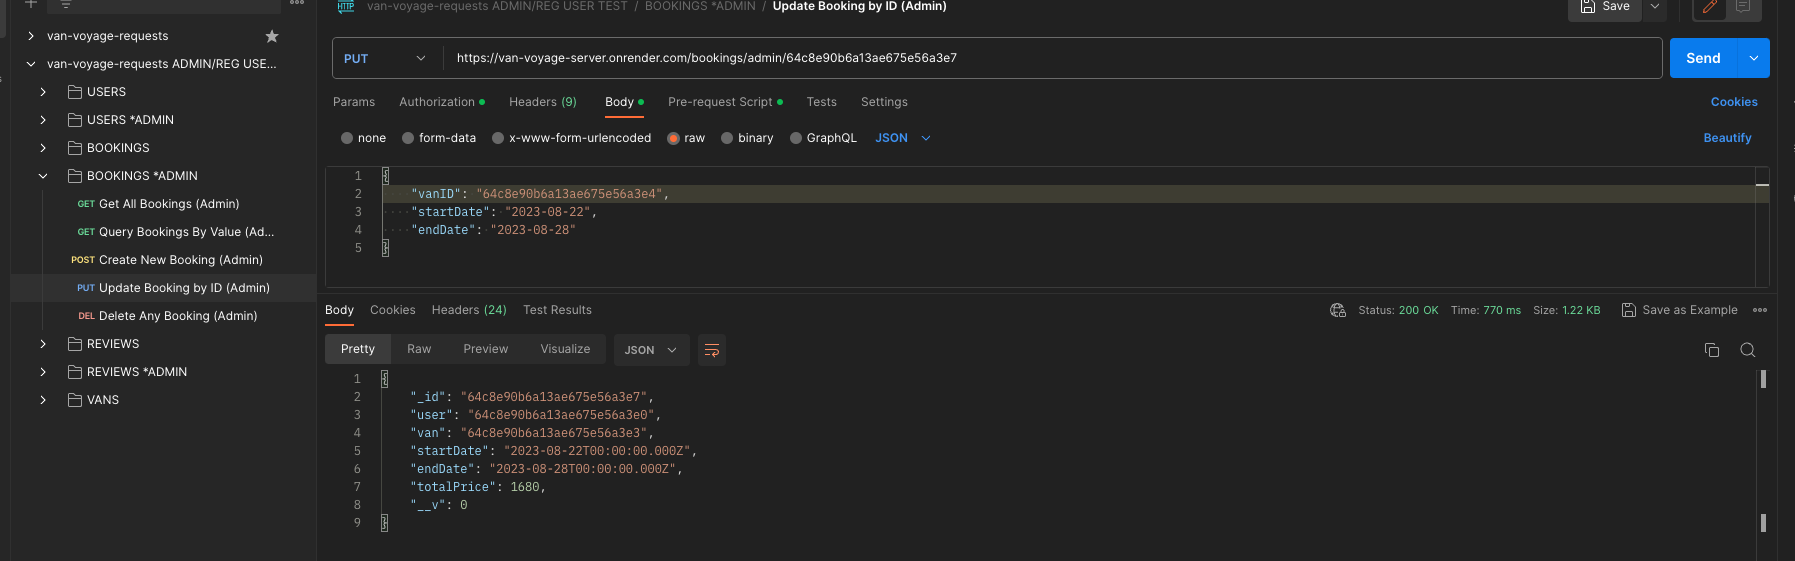 HTTP van-voyage-requests ADMIN/REG USER TEST / BOOKINGS *ADMIN / Update Booking by ID (Admin)
Save
van-voyage-requests
van-voyage-requests ADMIN/REG USE...
USERS
USERS *ADMIN
BOOKINGS
BOOKINGS *ADMIN
GET Get All Bookings (Admin)
GET Query Bookings By Value (Ad...
POST Create New Booking (Admin)
PUT Update Booking by ID (Admin)
DEL Delete Any Booking (Admin)
REVIEWS
REVIEWS *ADMIN
VANS
PUT https://van-voyage-server.onrender.com/bookings/admin/64c8e90b6a13ae675e56a3e7 Send
Params Authorization Headers (9) Body Pre-request Script Tests Settings Cookies
none form-data x-www-form-urlencoded raw binary GraphQL JSON Beautify
1 {
2 "vanID": "64c8e90b6a13ae675e56a3e4",
3 "startDate": "2023-08-22",
4 "endDate": "2023-08-28"
5 }
Body Cookies Headers (24) Test Results Status: 200 OK Time: 770 ms Size: 1.22 KB Save as Example
Pretty Raw Preview Visualize JSON
1 {
2 "_id": "64c8e90b6a13ae675e56a3e7",
3 "user": "64c8e90b6a13ae675e56a3e0",
4 "van": "64c8e90b6a13ae675e56a3e3",
5 "startDate": "2023-08-22T00:00:00.000Z",
6 "endDate": "2023-08-28T00:00:00.000Z",
7 "totalPrice": 1680,
8 "__v": 0
9 }